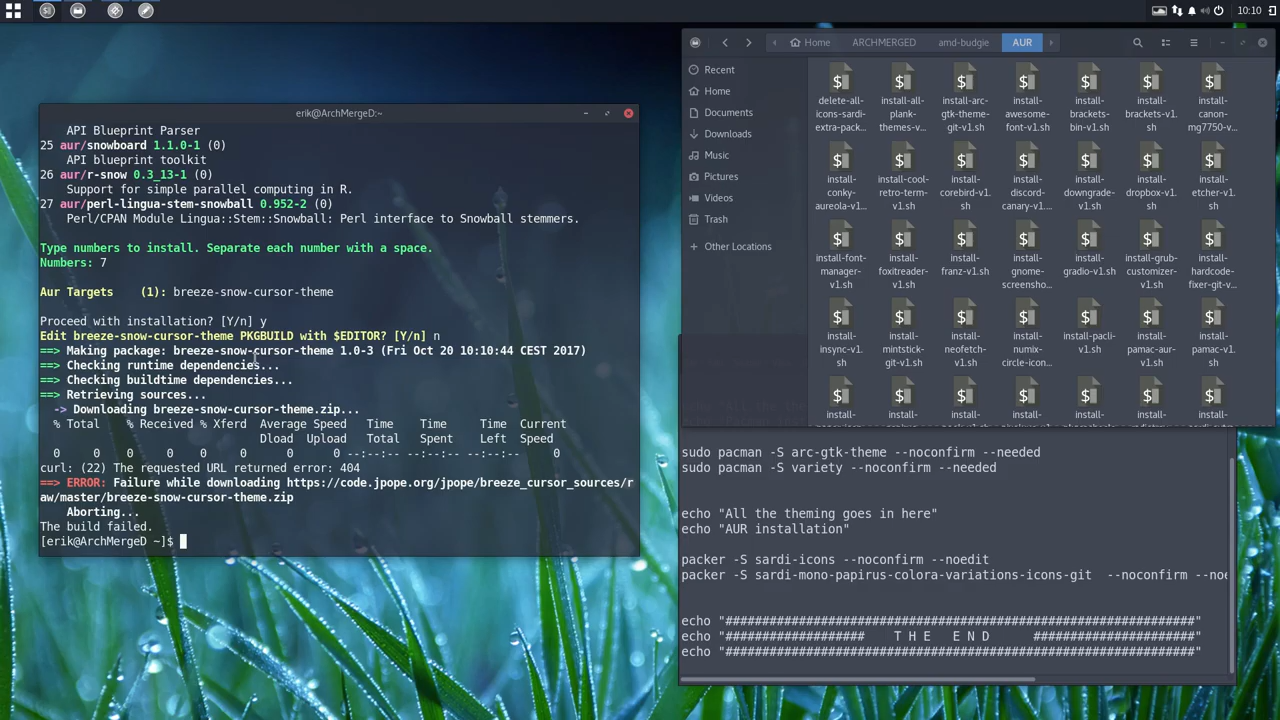 10:10
erik@ArchMergeD:~
API Blueprint Parser
25 aur/snowboard 1.1.0-1 (0)
API blueprint toolkit
26 aur/r-snow 0.3_13-1 (0)
Support for simple parallel computing in R.
27 aur/perl-lingua-stem-snowball 0.952-2 (0)
Perl/CPAN Module Lingua::Stem::Snowball: Perl interface to Snowball stemmers.
Type numbers to install. Separate each number with a space.
Numbers: 7
Aur Targets    (1): breeze-snow-cursor-theme
Proceed with installation? [Y/n] y
Edit breeze-snow-cursor-theme PKGBUILD with $EDITOR? [Y/n] n
==> Making package: breeze-snow-cursor-theme 1.0-3 (Fri Oct 20 10:10:44 CEST 2017)
==> Checking runtime dependencies...
==> Checking buildtime dependencies...
==> Retrieving sources...
-> Downloading breeze-snow-cursor-theme.zip...
% Total    % Received % Xferd  Average Speed   Time    Time     Time  Current
Dload  Upload   Total   Spent    Left  Speed
0     0    0     0    0     0      0      0 --:--:-- --:--:-- --:--:--     0
curl: (22) The requested URL returned error: 404
==> ERROR: Failure while downloading https://code.jpope.org/jpope/breeze_cursor_sources/r
aw/master/breeze-snow-cursor-theme.zip
Aborting...
The build failed.
[erik@ArchMergeD ~]$
Home ARCHMERGED amd-budgie AUR
Recent
Home
Documents
Downloads
Music
Pictures
Videos
Trash
Other Locations
delete-all- install-all- install-arc- install- install- install- install-
icons-sardi- plank- gtk-theme- awesome- brackets- brackets- canon-
extra-pack... themes-v... git-v1.sh font-v1.sh bin-v1.sh v1.sh mg7750-v...
install- install-cool- install- install- install- install- install-
conky- retro-term- corebird-v1. discord- downgrade- dropbox-v1. etcher-v1.
aureola-v1. v1.sh sh canary-v1.... v1.sh sh sh
install-font- install- install- install- install- install-grub- install-
manager- foxitreader- franz-v1.sh gnome- gradio-v1.sh customizer- hardcode-
v1.sh v1.sh screensho... v1.sh fixer-git-v...
install- install- install- install- install-pacli- install- install-
insync-v1. mintstick- neofetch- numix- v1.sh pamac-aur- pamac-v1.
sh git-v1.sh v1.sh circle-icon... v1.sh sh
sudo pacman -S arc-gtk-theme --noconfirm --needed
sudo pacman -S variety --noconfirm --needed
echo "All the theming goes in here"
echo "AUR installation"
packer -S sardi-icons --noconfirm --noedit
packer -S sardi-mono-papirus-colora-variations-icons-git  --noconfirm --noe
echo "#############################################################"
echo "##################    T H E   E N D      #####################"
echo "#############################################################"